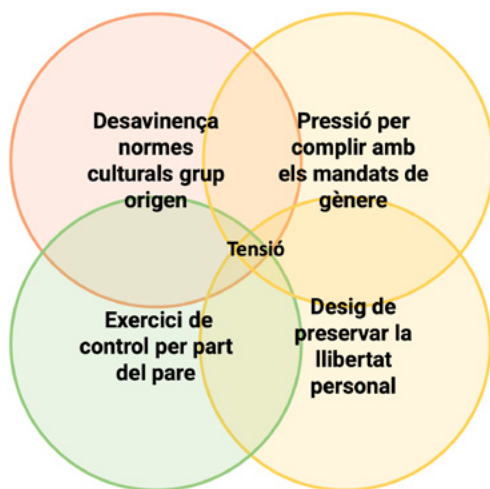 Desavinença
normes
culturals grup
origen
Pressió per
complir amb
els mandats de
gènere
Tensió
Exercici de
control per part
del pare
Desig de
preservar la
llibertat
personal